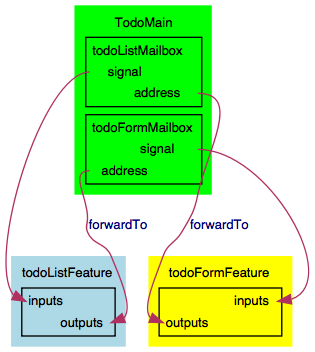 TodoMain
todoListMailbox
signal
address
todoFormMailbox
signal
address
forwardTo
forwardTo
todoListFeature
inputs
outputs
todoFormFeature
inputs
outputs